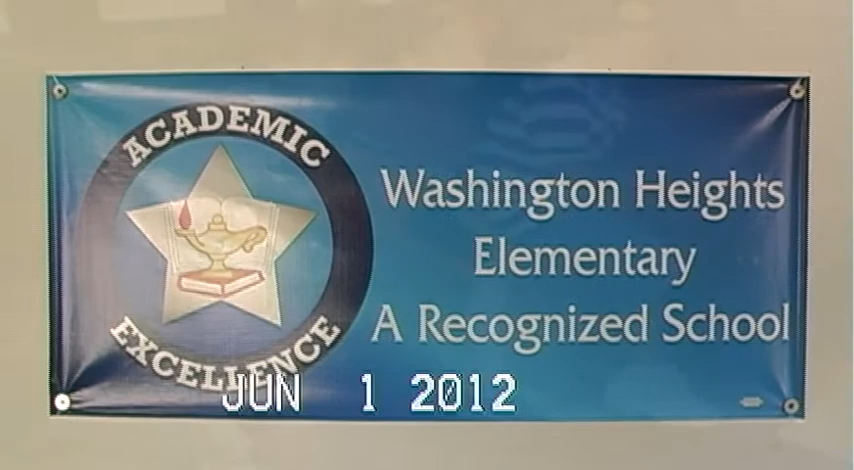 ACADEMIC
EXCELLENCE
Washington Heights
Elementary
A Recognized School
JUN 1 2012